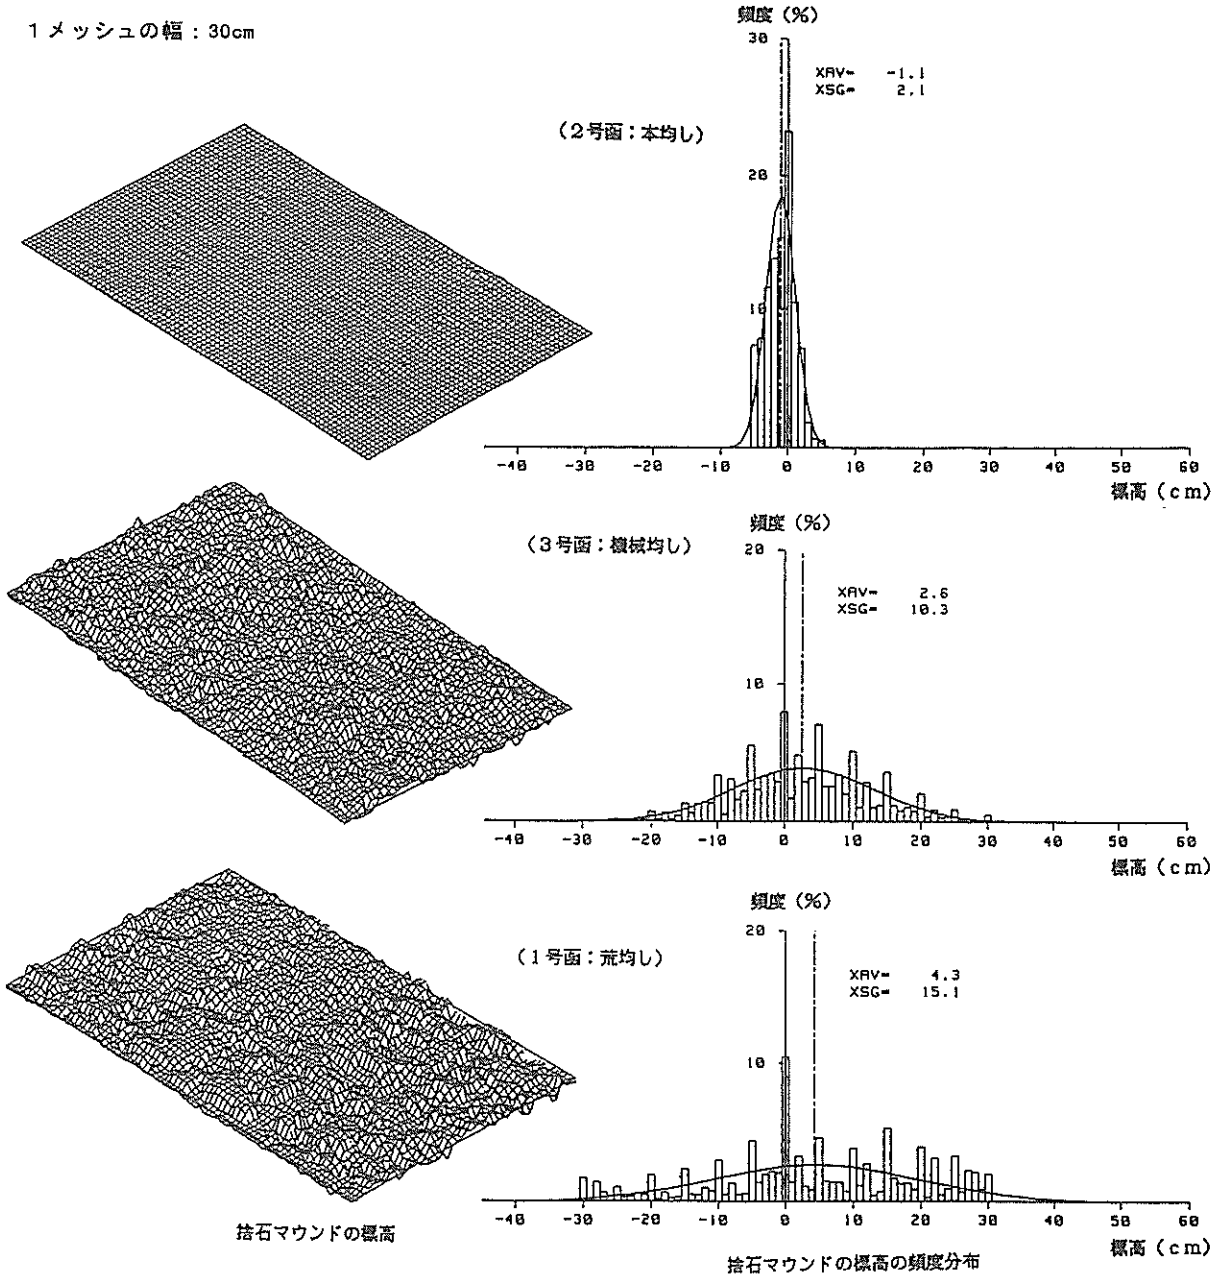 1メッシュの幅:30cm
頻度(%)
30
XAV= -1.1
XSG= 2.1
(2号函:本均し)
20
10
-40 -30 -20 -10 0 10 20 30 40 50 60
標高(cm)
頻度(%)
(3号函:機械均し)
20
XAV= 2.6
XSG= 10.3
10
-40 -30 -20 -10 0 10 20 30 40 50 60
標高(cm)
頻度(%)
20
(1号函:荒均し)
XAV= 4.3
XSG= 15.1
10
-40 -30 -20 -10 0 10 20 30 40 50 60
標高(cm)
捨石マウンドの標高
捨石マウンドの標高の頻度分布